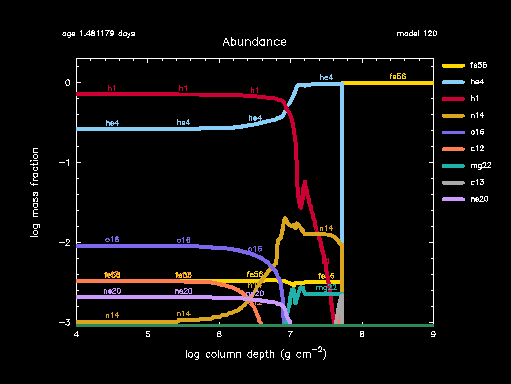 age 1.481179 days
model 120
Abundance
he4
fe56
h1 h1 h1
he4 he4 he4
n14
o16 o16 o16
fe56 fe56 fe56
mg22
ne20 ne20 ne20
n14 n14
0
−1
−2
−3
4 5 6 7 8 9
log mass fraction
log column depth (g cm⁻²)
fe56
he4
h1
n14
o16
c12
mg22
c13
ne20